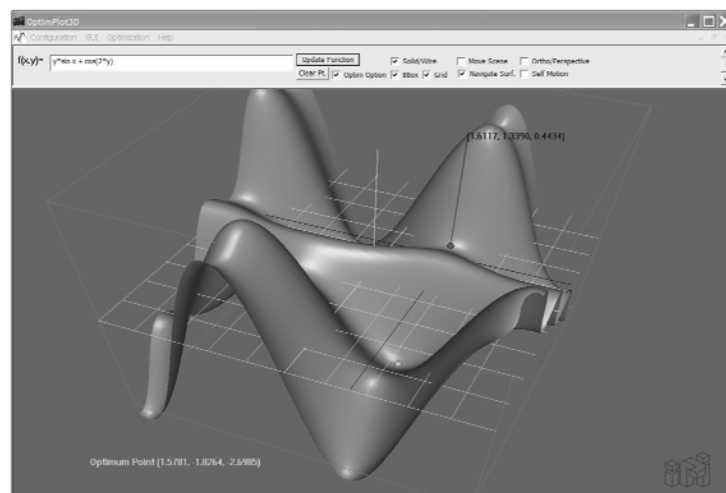 OptimPlot3D
Configuration GUI Optimization Help
f(x,y)= y*sin x + cos(2*y) Update Function Solid/Wire Move Scene Ortho/Perspective
Clear Pt. Optim Option BBox Grid Navigate Surf. Self Motion
(1.6117, 1.3390, 0.4434)
Optimum Point (1.5781, -1.8264, -2.6985)